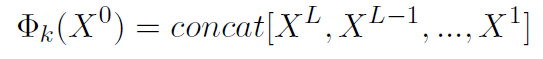 Φ_k(X^0) = concat[X^L, X^{L-1}, ..., X^1]